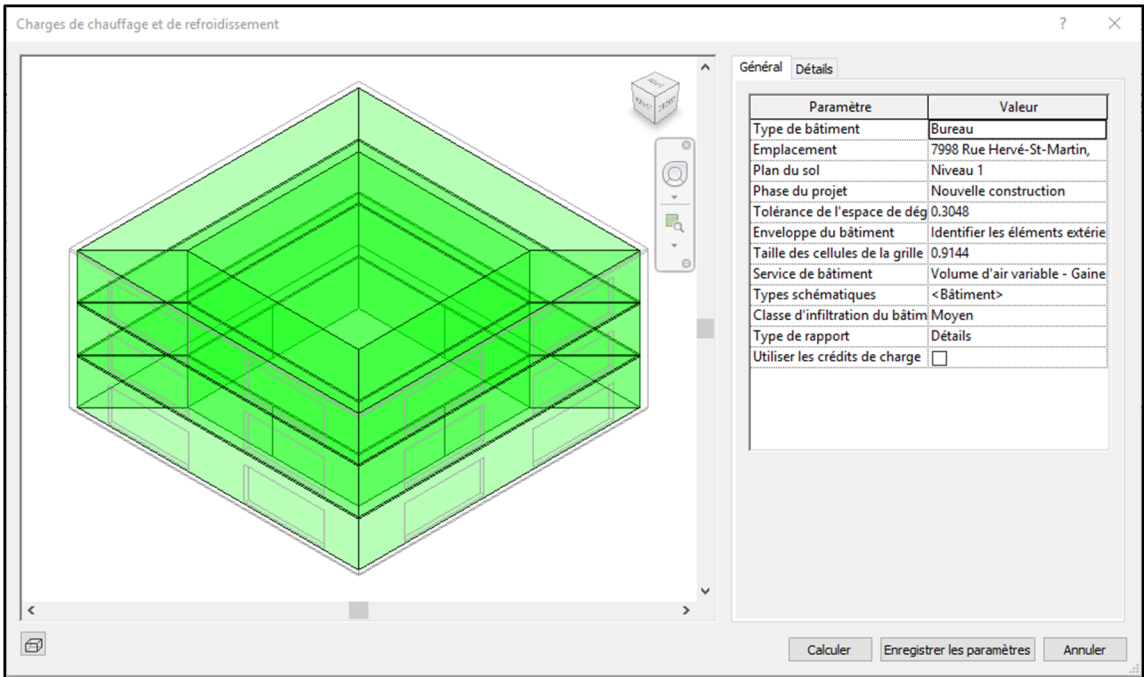 Charges de chauffage et de refroidissement
?
Général Détails
Paramètre Valeur
Type de bâtiment Bureau
Emplacement 7998 Rue Hervé-St-Martin,
Plan du sol Niveau 1
Phase du projet Nouvelle construction
Tolérance de l'espace de dég 0.3048
Enveloppe du bâtiment Identifier les éléments extérie
Taille des cellules de la grille 0.9144
Service de bâtiment Volume d'air variable - Gaine
Types schématiques <Bâtiment>
Classe d'infiltration du bâtim Moyen
Type de rapport Détails
Utiliser les crédits de charge
Calculer Enregistrer les paramètres Annuler